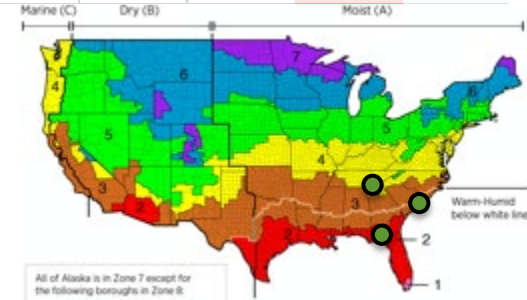 Marine (C) Dry (B) Moist (A)
7
6
6
4
5
5
4
3
3
2
2
Warm-Humid
below white line
2
1
All of Alaska is in Zone 7 except for
the following boroughs in Zone 8: